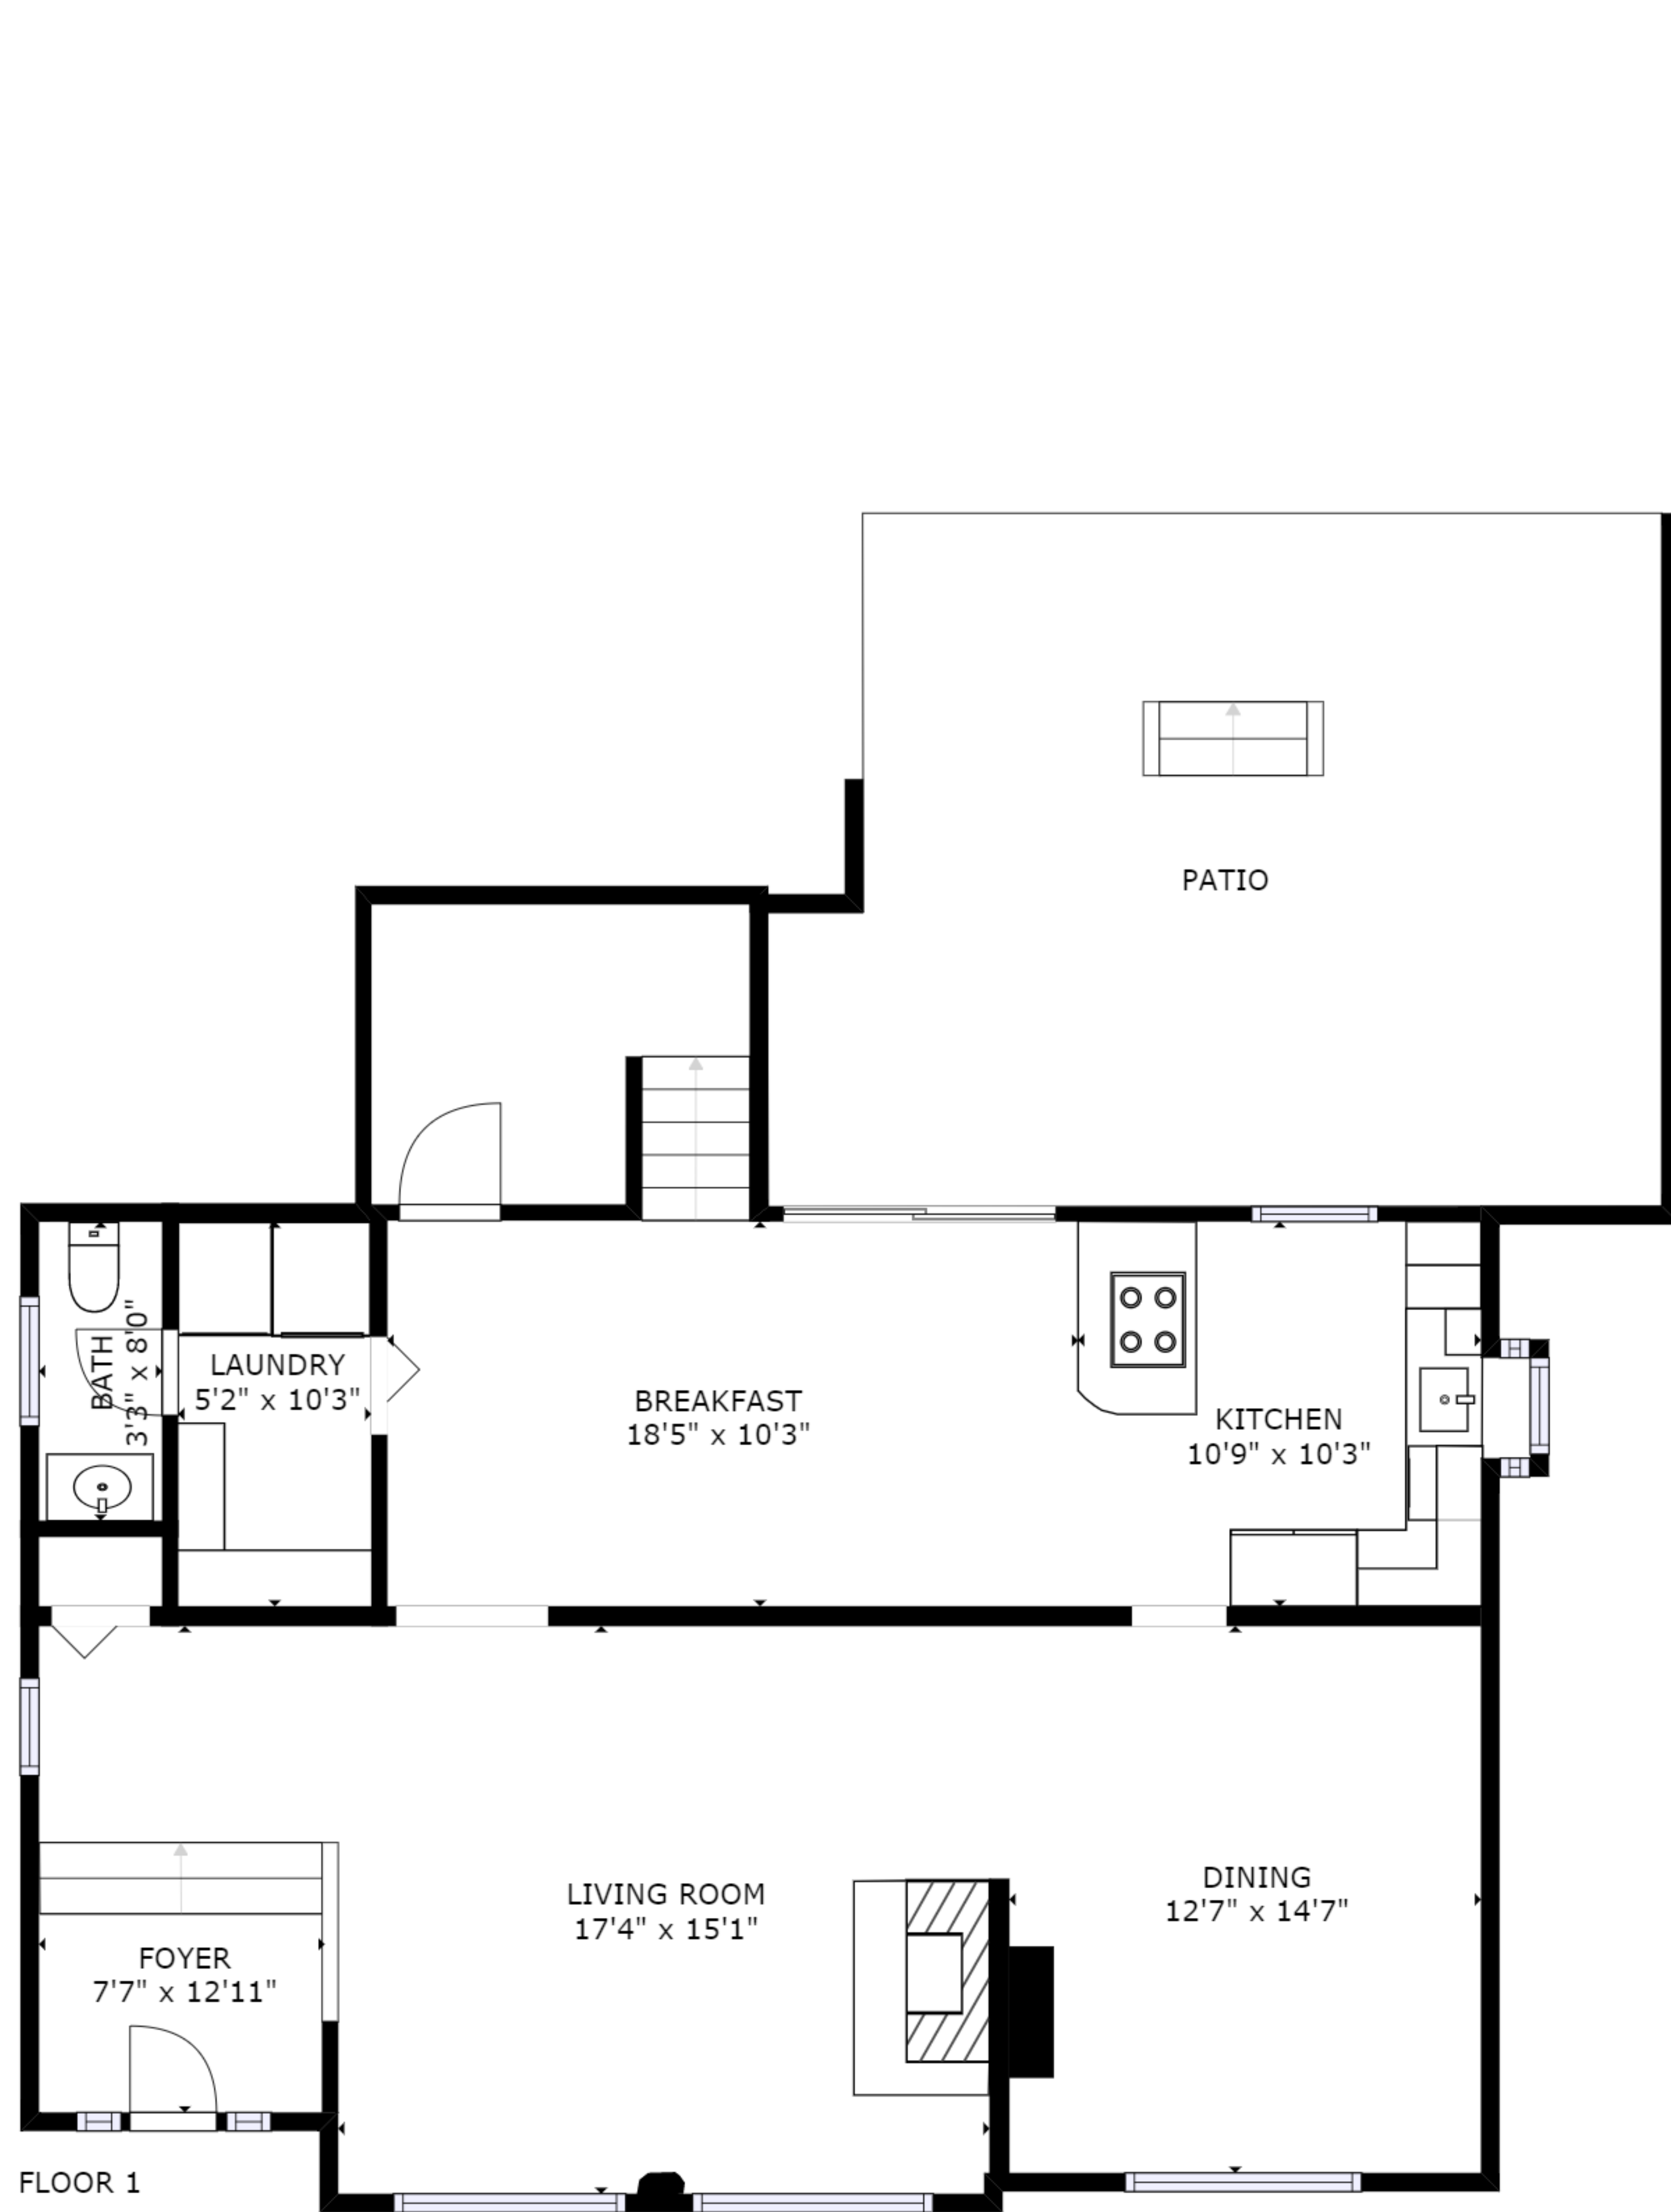 PATIO
BATH
3'3" x 8'0"
LAUNDRY
5'2" x 10'3"
BREAKFAST
18'5" x 10'3"
KITCHEN
10'9" x 10'3"
LIVING ROOM
17'4" x 15'1"
DINING
12'7" x 14'7"
FOYER
7'7" x 12'11"
FLOOR 1